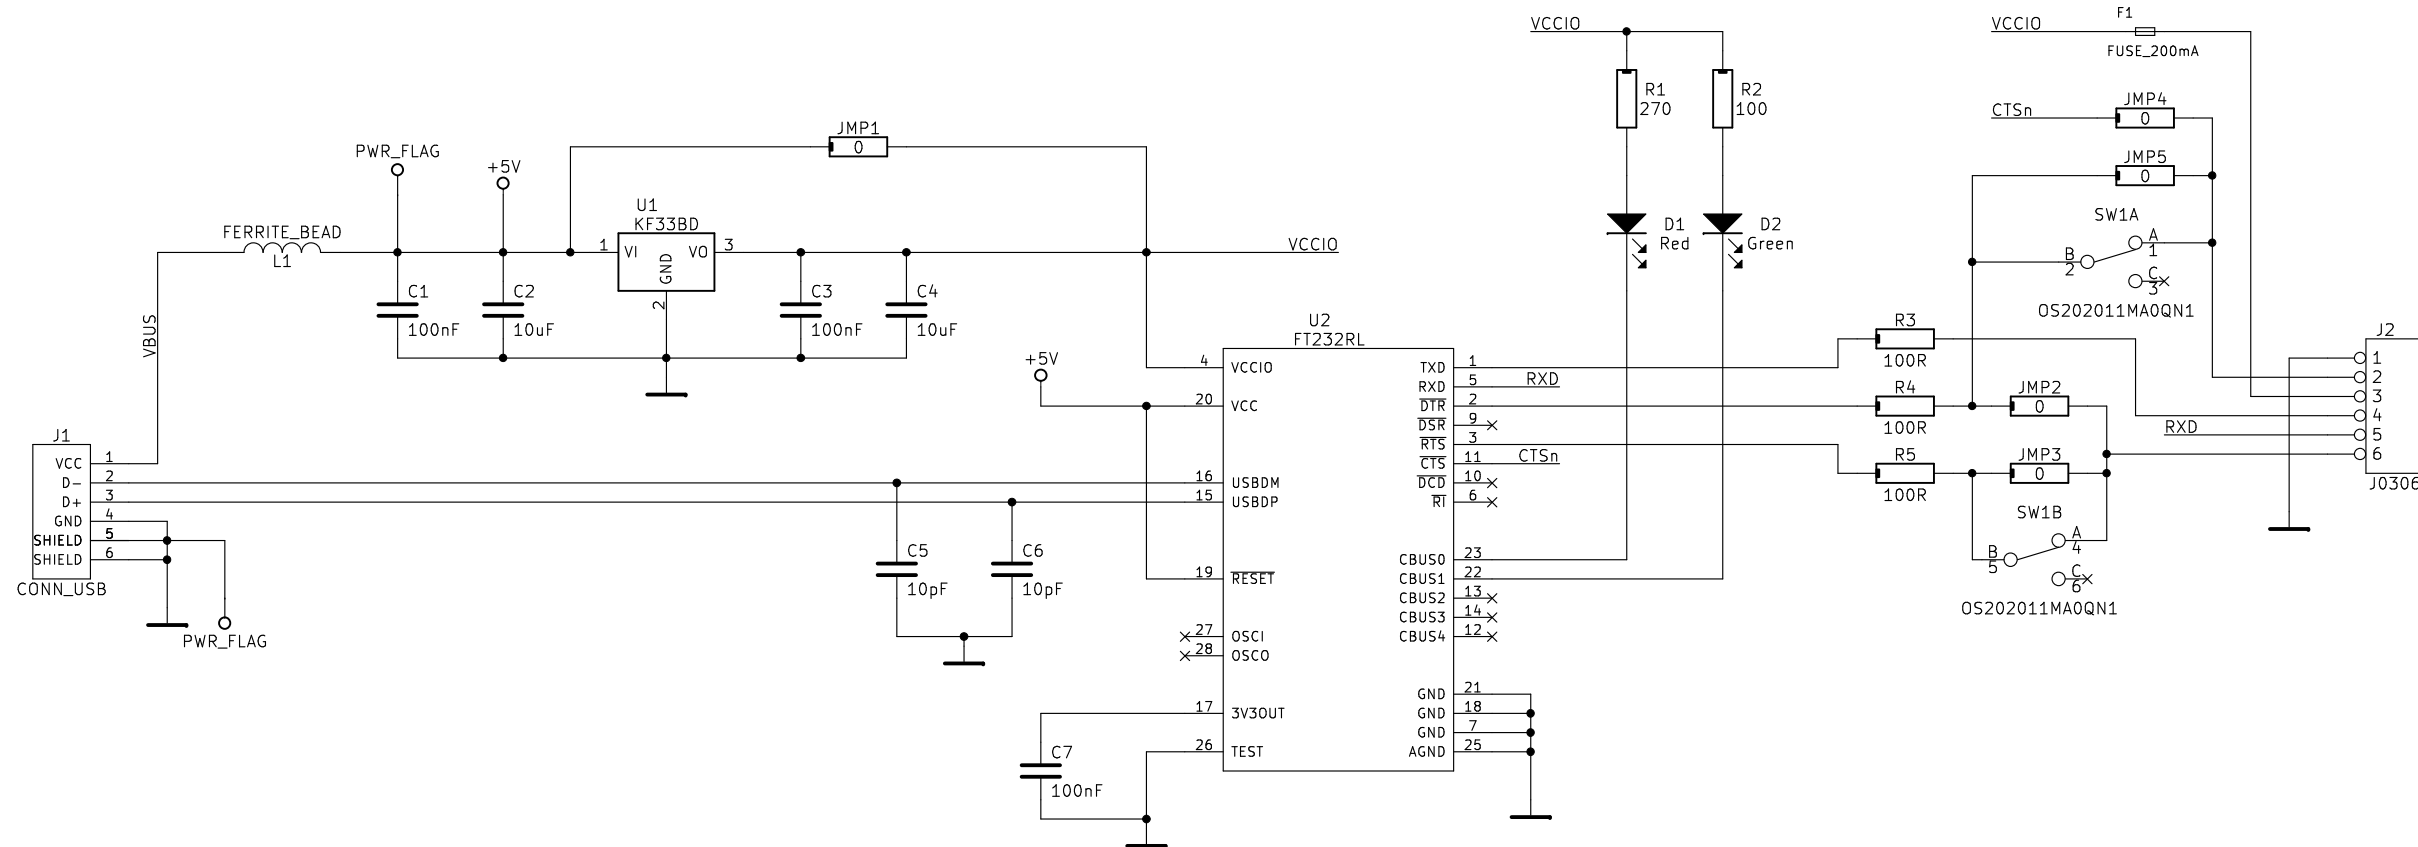 VCCIO
VCCIO
F1
FUSE_200mA
R1
270
R2
100
CTSn
JMP4
0
JMP1
0
PWR_FLAG
+5V
JMP5
0
U1
KF33BD
1
VI
VO
3
GND
2
FERRITE_BEAD
L1
VCCIO
D1
Red
D2
Green
SW1A
A
1
B
2
C
3
OS202011MA0QN1
C1
100nF
C2
10uF
C3
100nF
C4
10uF
VBUS
U2
FT232RL
+5V
4
VCCIO
20
VCC
16
USBDM
15
USBDP
19
RESET
27
OSCI
28
OSCO
17
3V3OUT
26
TEST
TXD
1
RXD
5
RXD
DTR
2
DSR
9
RTS
3
CTS
11
CTSn
DCD
10
RI
6
CBUS0
23
CBUS1
22
CBUS2
13
CBUS3
14
CBUS4
12
GND
21
GND
18
GND
7
AGND
25
R3
100R
R4
100R
R5
100R
JMP2
0
JMP3
0
J2
1
2
3
4
RXD
5
6
J0306
SW1B
A
4
B
5
C
6
OS202011MA0QN1
J1
VCC
1
D-
2
D+
3
GND
4
SHIELD
5
SHIELD
6
CONN_USB
PWR_FLAG
C5
10pF
C6
10pF
C7
100nF